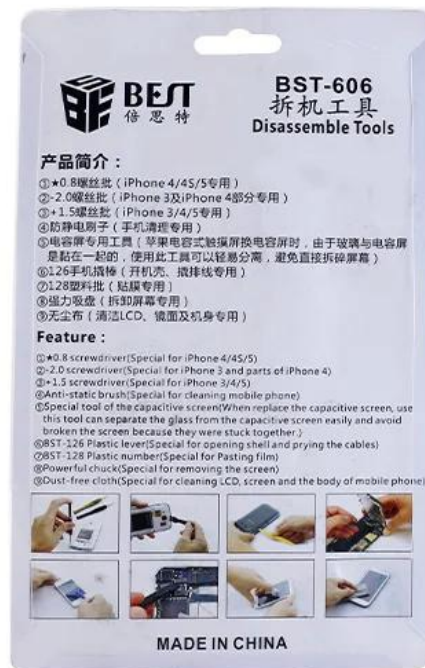 BEST
倍思特
BST-606
拆机工具
Disassemble Tools
产品简介：
①★0.8螺丝批（iPhone 4/4S/5专用）
②-2.0螺丝批（iPhone 3及iPhone 4部分专用）
③+1.5螺丝批（iPhone 3/4/5专用）
④防静电刷子（手机清理专用）
⑤电容屏专用工具（苹果电容式触摸屏换电容屏时，由于玻璃与电容屏
是黏在一起的，使用此工具可以轻易分离，避免直接拆碎屏幕）
⑥126手机撬棒（开机壳、撬排线专用）
⑦128塑料批（贴膜专用）
⑧强力吸盘（拆卸屏幕专用）
⑨无尘布（清洁LCD、镜面及机身专用）
Feature：
①★0.8 screwdriver(Special for iPhone 4/4S/5)
②-2.0 screwdriver(Special for iPhone 3 and parts of iPhone 4)
③+1.5 screwdriver(Special for iPhone 3/4/5)
④Anti-static brush(Special for cleaning mobile phone)
⑤Special tool of the capacitive screen(When replace the capacitive screen, use
this tool can separate the glass from the capacitive screen easily and avoid
broken the screen because they were stuck together.)
⑥BST-126 Plastic lever(Special for opening shell and prying the cables)
⑦BST-128 Plastic number(Special for Pasting film)
⑧Powerful chuck(Special for removing the screen)
⑨Dust-free cloth(Special for cleaning LCD, screen and the body of mobile phone)
MADE IN CHINA